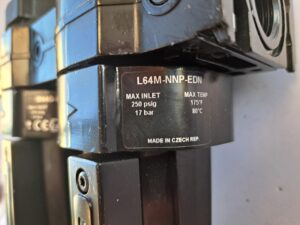 L64M-NNP-EDN
MAX INLET MAX TEMP
250 psig 175°F
17 bar 80°C
MADE IN CZECH REP.